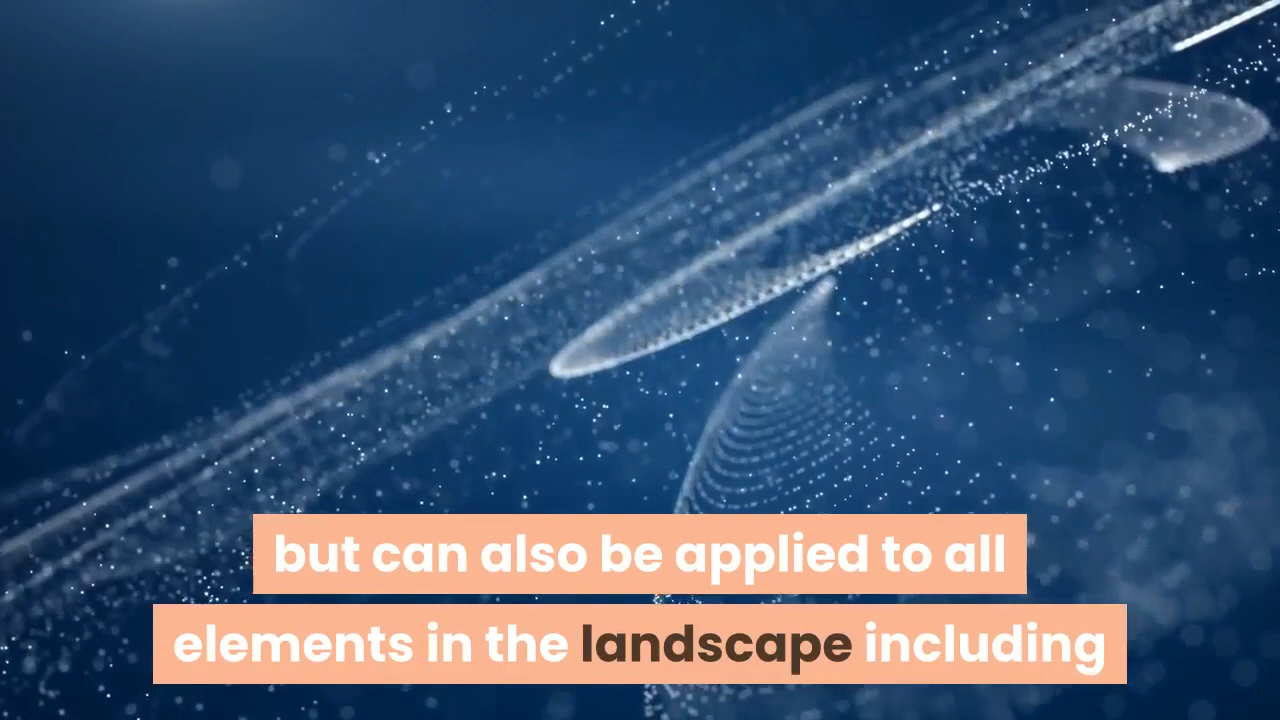 but can also be applied to all
elements in the landscape including